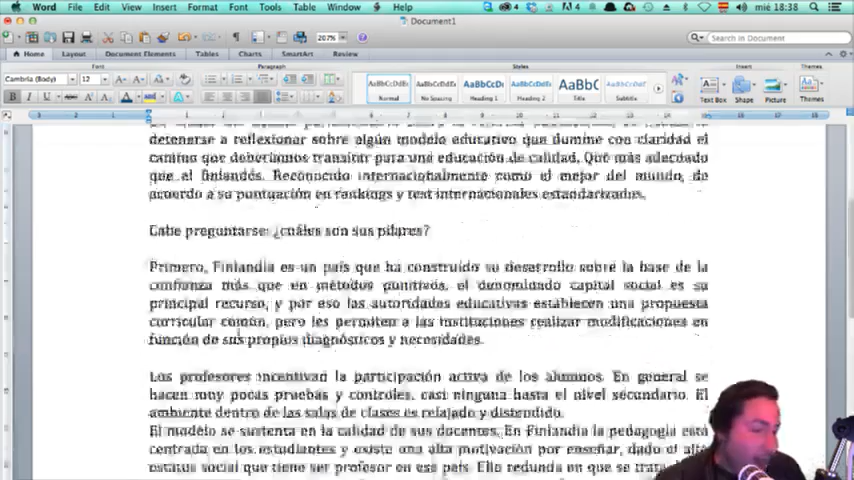 Word File Edit View Insert Format Font Tools Table Window Help mié 18:38
Document1
207% Search in Document
Home Layout Document Elements Tables Charts SmartArt Review
Font Paragraph Styles Insert Themes
Cambria (Body) 12 AaBbCcDdEe AaBbCcDdEe AaBbCcDc AaBbCcDdEe AaBbC AaBbCcDdEe
Normal No Spacing Heading 1 Heading 2 Title Subtitle Text Box Shape Picture Themes
detenerse a reflexionar sobre algún modelo educativo que ilumine con claridad el
camino que deberíamos transitar para una educación de calidad. Qué más adecuado
que el finlandés. Reconocido internacionalmente como el mejor del mundo, de
acuerdo a su puntuación en rankings y test internacionales estandarizados.
Cabe preguntarse: ¿cuáles son sus pilares?
Primero, Finlandia es un país que ha construido su desarrollo sobre la base de la
confianza más que en métodos punitivos, el denominado capital social es su
principal recurso, y por eso las autoridades educativas establecen una propuesta
curricular común, pero les permiten a las instituciones realizar modificaciones en
función de sus propios diagnósticos y necesidades.
Los profesores incentivan la participación activa de los alumnos. En general se
hacen muy pocas pruebas y controles, casi ninguna hasta el nivel secundario. El
ambiente dentro de las salas de clases es relajado y distendido.
El modelo se sustenta en la calidad de sus docentes. En Finlandia la pedagogía está
centrada en los estudiantes y existe una alta motivación por enseñar, dado el alto
estatus social que tiene ser profesor en ese país. Ello redunda en que se trata